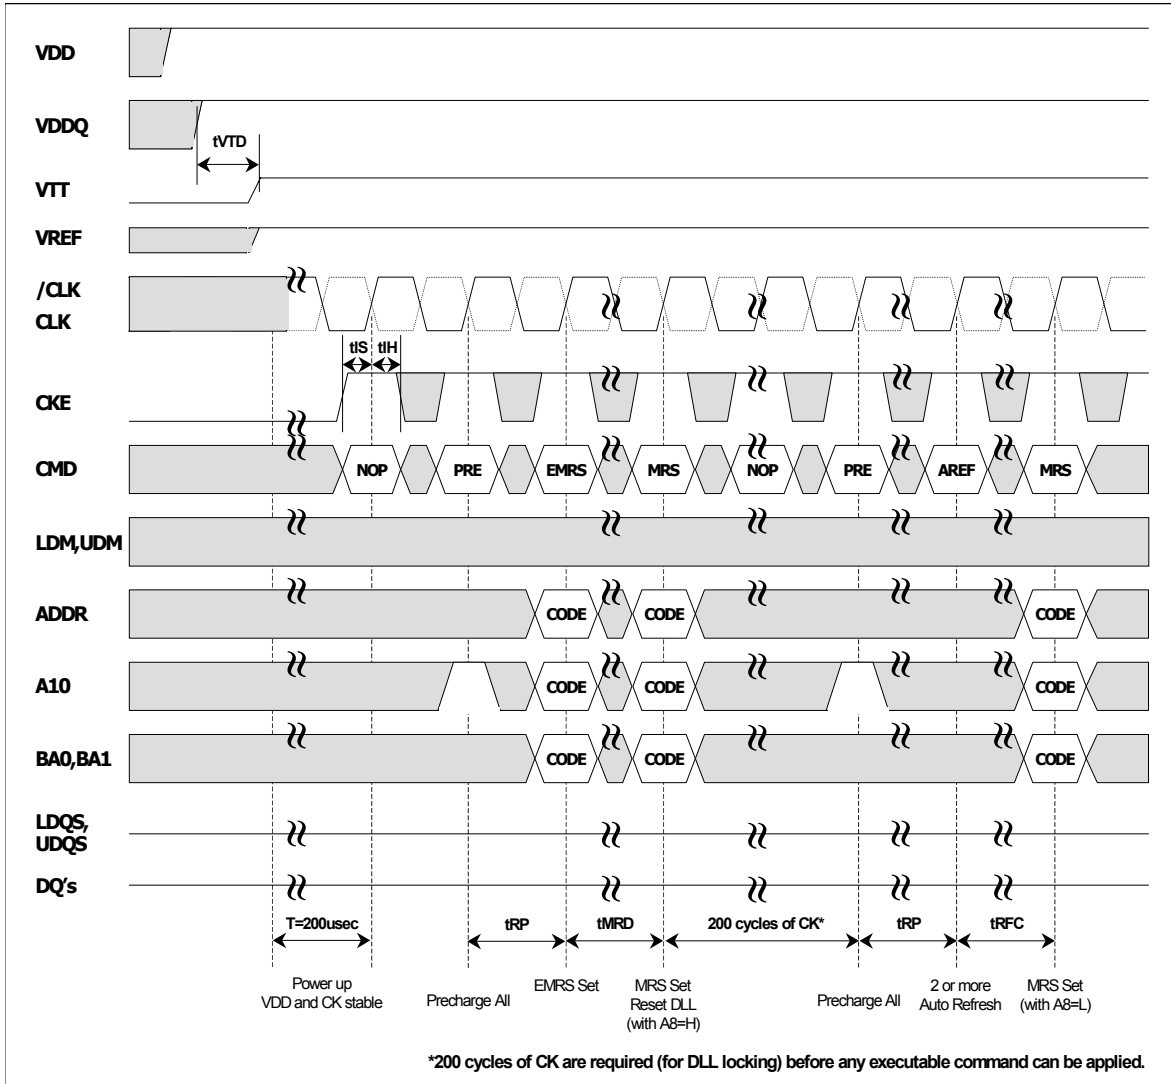 VDD
VDDQ
tVTD
VTT
VREF
/CLK
CLK
tIS tIH
CKE
CMD NOP PRE EMRS MRS NOP PRE AREF MRS
LDM,UDM
ADDR CODE CODE CODE
A10 CODE CODE CODE
BA0,BA1 CODE CODE CODE
LDQS,
UDQS
DQ's
T=200usec tRP tMRD 200 cycles of CK* tRP tRFC
Power up
VDD and CK stable
Precharge All
EMRS Set
MRS Set
Reset DLL
(with A8=H)
Precharge All
2 or more
Auto Refresh
MRS Set
(with A8=L)
*200 cycles of CK are required (for DLL locking) before any executable command can be applied.